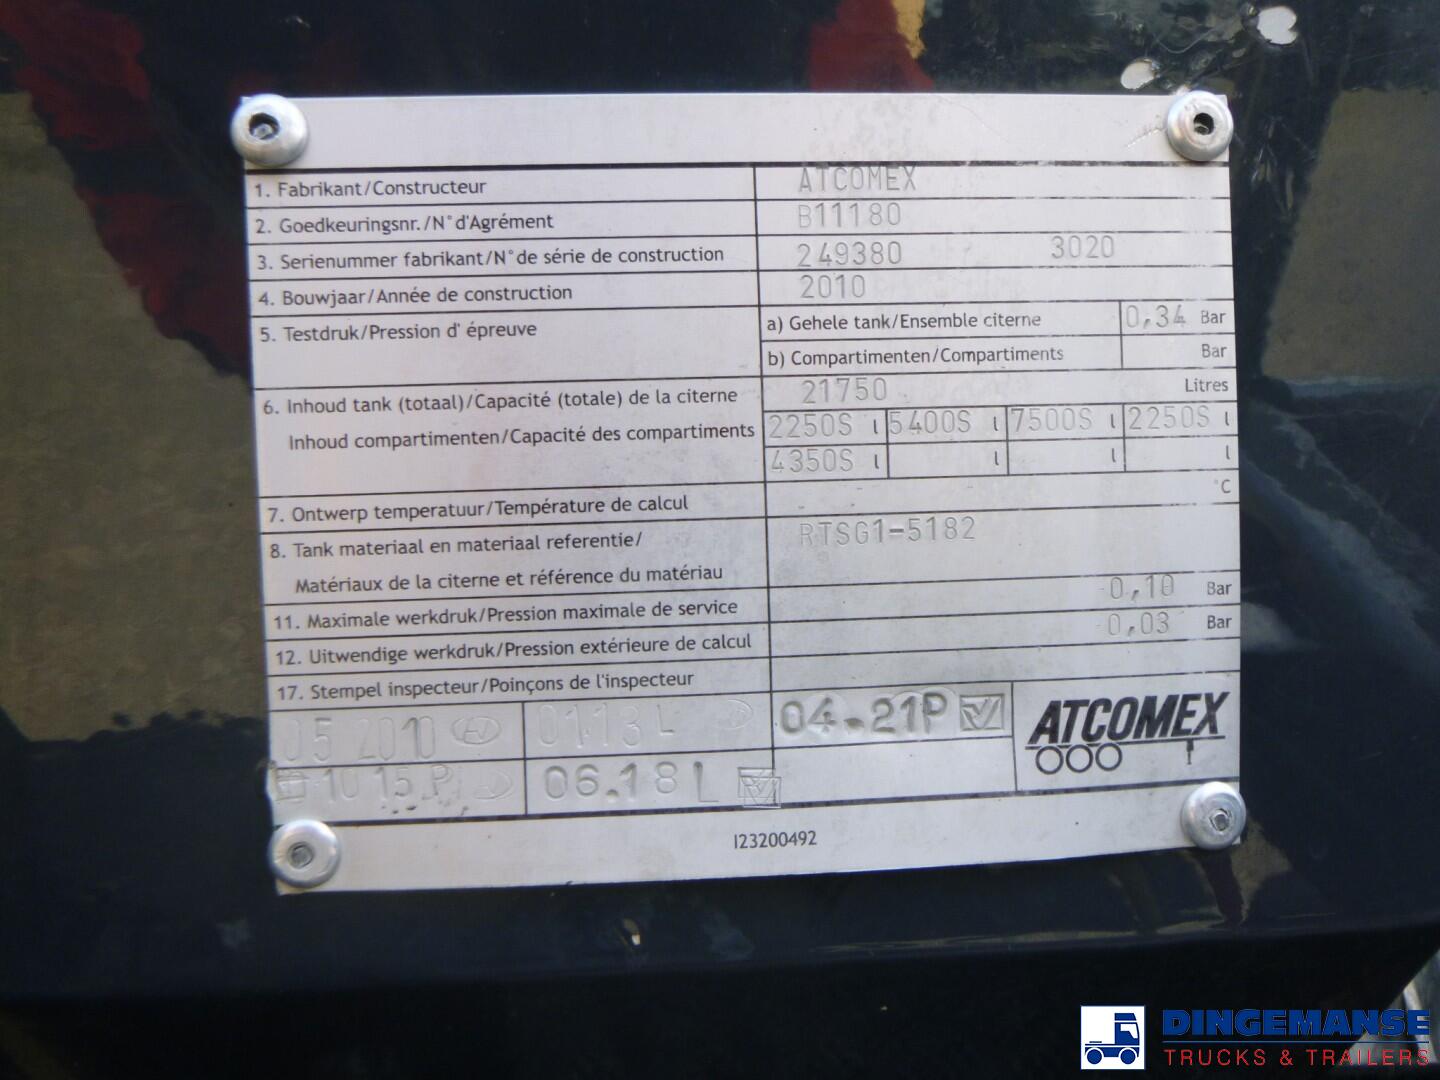 1. Fabrikant/Constructeur ATCOMEX
2. Goedkeuringsnr./N°d'Agrément B11180
3. Serienummer fabrikant/N°de série de construction 249380 3020
4. Bouwjaar/Année de construction 2010
5. Testdruk/Pression d' épreuve a) Gehele tank/Ensemble citerne 0,34 Bar
b) Compartimenten/Compartiments Bar
6. Inhoud tank (totaal)/Capacité (totale) de la citerne 21750 Litres
Inhoud compartimenten/Capacité des compartiments 2250S l 5400S l 7500S l 2250S l
4350S l l l l
7. Ontwerp temperatuur/Température de calcul °C
8. Tank materiaal en materiaal referentie/ RTSG1-5182
Matériaux de la citerne et référence du matériau
11. Maximale werkdruk/Pression maximale de service 0,10 Bar
12. Uitwendige werkdruk/Pression extérieure de calcul 0,03 Bar
17. Stempel inspecteur/Poinçons de l'inspecteur
05 2010 AV 0113 L 04-21P ATCOMEX
10 15 P 06.18 L
123200492
DINGEMANSE
TRUCKS & TRAILERS